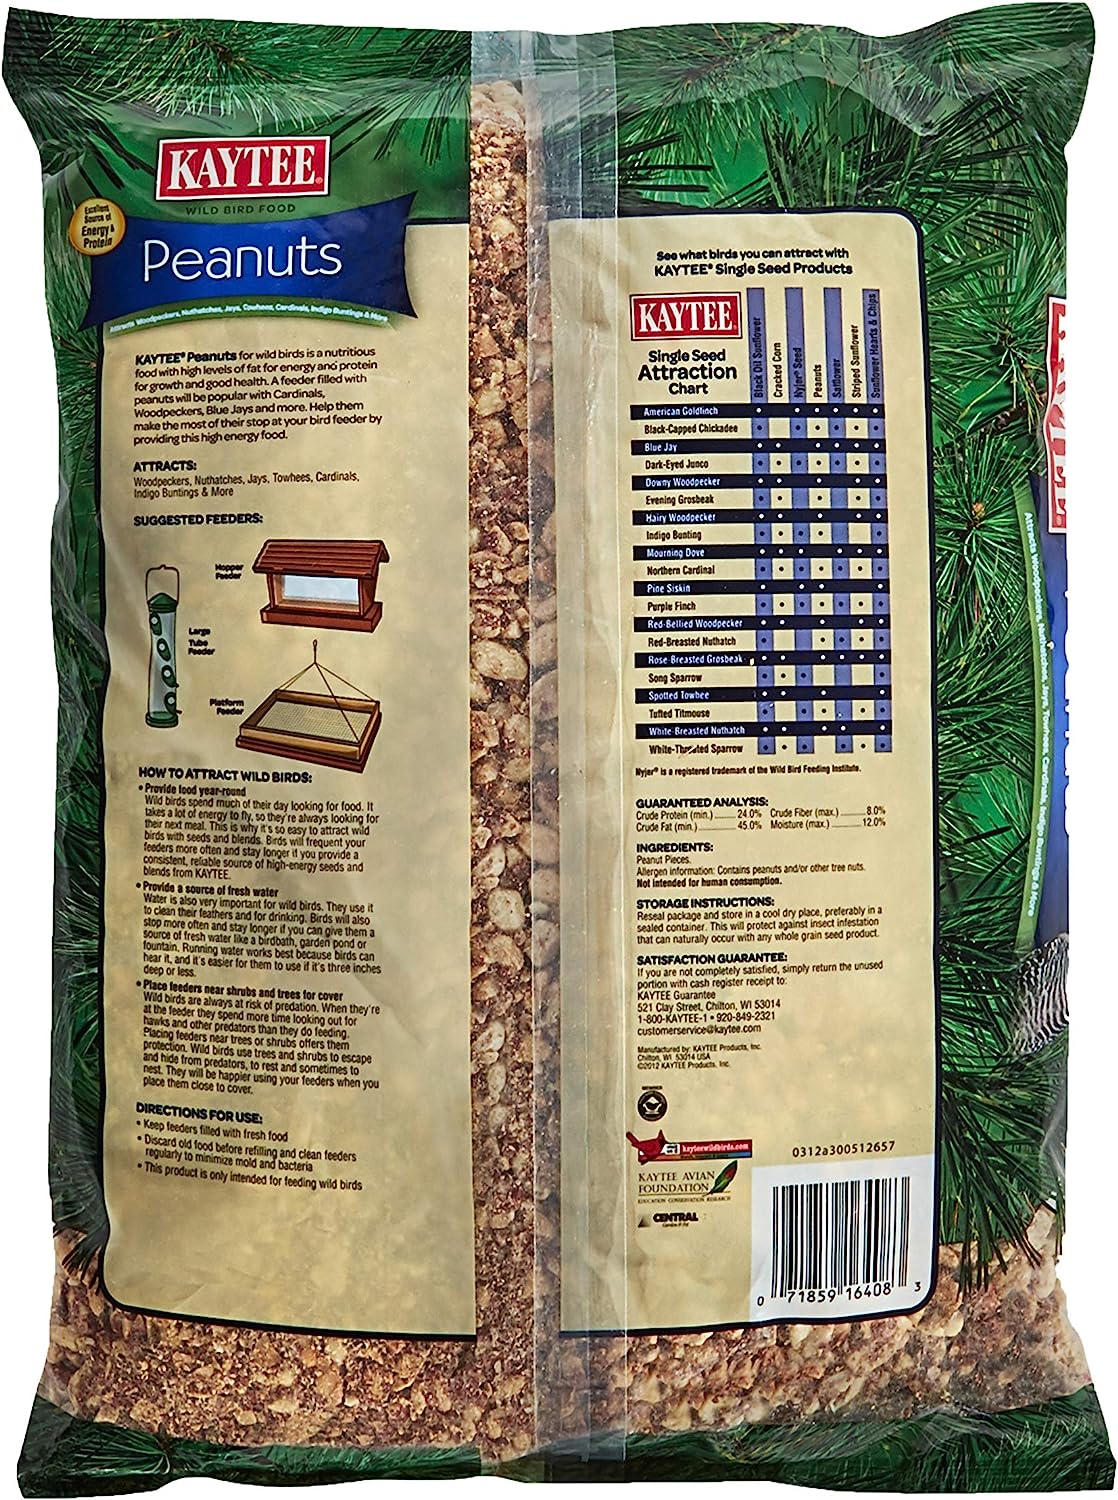 KAYTEE
WILD BIRD FOOD
Excellent
Source of
Energy &
Protein
Peanuts
Attracts Woodpeckers, Nuthatches, Jays, Towhees, Cardinals, Indigo Buntings & More
KAYTEE® Peanuts for wild birds is a nutritious
food with high levels of fat for energy and protein
for growth and good health. A feeder filled with
peanuts will be popular with Cardinals,
Woodpeckers, Blue Jays and more. Help them
make the most of their stop at your bird feeder by
providing this high energy food.
ATTRACTS:
Woodpeckers, Nuthatches, Jays, Towhees, Cardinals,
Indigo Buntings & More
SUGGESTED FEEDERS:
Hopper
Feeder
Large
Tube
Feeder
Platform
Feeder
HOW TO ATTRACT WILD BIRDS:
• Provide food year-round
Wild birds spend much of their day looking for food. It
takes a lot of energy to fly, so they're always looking for
their next meal. This is why it's so easy to attract wild
birds with seeds and blends. Birds will frequent your
feeders more often and stay longer if you provide a
consistent, reliable source of high-energy seeds and
blends from KAYTEE.
• Provide a source of fresh water
Water is also very important for wild birds. They use it
to clean their feathers and for drinking. Birds will also
stop more often and stay longer if you can give them a
source of fresh water like a birdbath, garden pond or
fountain. Running water works best because birds can
hear it, and it's easier for them to use if it's three inches
deep or less.
• Place feeders near shrubs and trees for cover
Wild birds are always at risk of predation. When they're
at the feeder they spend more time looking out for
hawks and other predators than they do feeding.
Placing feeders near trees or shrubs offers them
protection. Wild birds use trees and shrubs to escape
and hide from predators, to rest and sometimes to
nest. They will be happier using your feeders when you
place them close to cover.
DIRECTIONS FOR USE:
• Keep feeders filled with fresh food
• Discard old food before refilling and clean feeders
regularly to minimize mold and bacteria
• This product is only intended for feeding wild birds
See what birds you can attract with
KAYTEE® Single Seed Products
KAYTEE
Single Seed
Attraction
Chart
Black Oil Sunflower
Cracked Corn
Nyjer® Seed
Peanuts
Safflower
Striped Sunflower
Sunflower Hearts & Chips
American Goldfinch
Black-Capped Chickadee
Blue Jay
Dark-Eyed Junco
Downy Woodpecker
Evening Grosbeak
Hairy Woodpecker
Indigo Bunting
Mourning Dove
Northern Cardinal
Pine Siskin
Purple Finch
Red-Bellied Woodpecker
Red-Breasted Nuthatch
Rose-Breasted Grosbeak
Song Sparrow
Spotted Towhee
Tufted Titmouse
White-Breasted Nuthatch
White-Throated Sparrow
Nyjer® is a registered trademark of the Wild Bird Feeding Institute.
GUARANTEED ANALYSIS:
Crude Protein (min.) 24.0% Crude Fiber (max.) 8.0%
Crude Fat (min.) 45.0% Moisture (max.) 12.0%
INGREDIENTS:
Peanut Pieces.
Allergen information: Contains peanuts and/or other tree nuts.
Not intended for human consumption.
STORAGE INSTRUCTIONS:
Reseal package and store in a cool dry place, preferably in a
sealed container. This will protect against insect infestation
that can naturally occur with any whole grain seed product.
SATISFACTION GUARANTEE:
If you are not completely satisfied, simply return the unused
portion with cash register receipt to:
KAYTEE Guarantee
521 Clay Street, Chilton, WI 53014
1-800-KAYTEE-1 • 920-849-2321
customerservice@kaytee.com
Manufactured by: KAYTEE Products, Inc.
Chilton, WI 53014 USA
©2012 KAYTEE Products, Inc.
MEMBER
kayteewildbirds.com
KAYTEE AVIAN
FOUNDATION
EDUCATION CONSERVATION RESEARCH
CENTRAL
Garden & Pet
0312a300512657
0 71859 16408 3
KAYTEE
Attracts Woodpeckers, Nuthatches, Jays, Towhees, Cardinals, Indigo Buntings & More